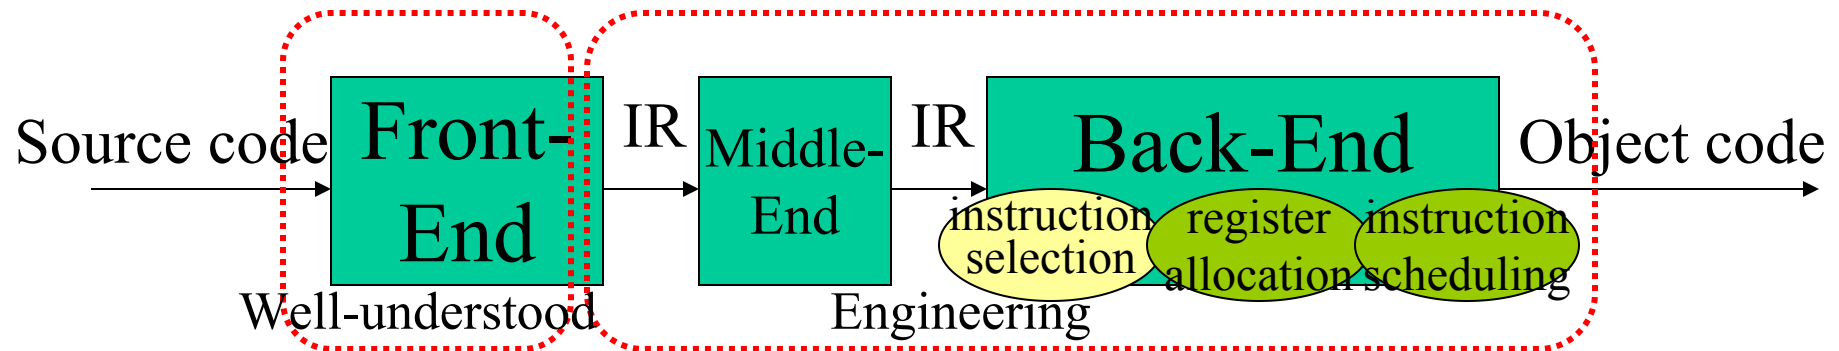 Source code
Front-
End
IR
Middle-
End
IR
Back-End
instruction
selection
register
allocation
instruction
scheduling
Object code
Well-understood
Engineering